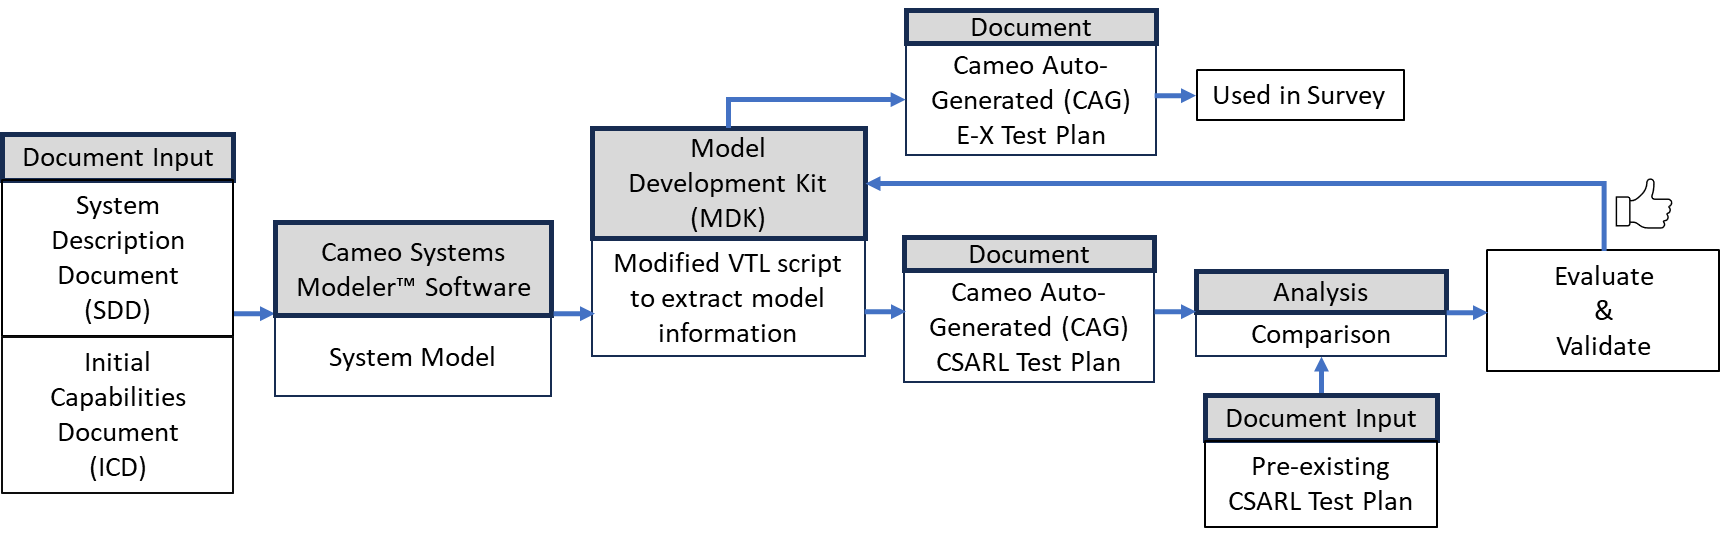 Document Input
System
Description
Document
(SDD)
Initial
Capabilities
Document
(ICD)
Cameo Systems
Modeler™ Software
System Model
Model
Development Kit
(MDK)
Modified VTL script
to extract model
information
Document
Cameo Auto-
Generated (CAG)
E-X Test Plan
Used in Survey
Document
Cameo Auto-
Generated (CAG)
CSARL Test Plan
Analysis
Comparison
Document Input
Pre-existing
CSARL Test Plan
Evaluate
&
Validate